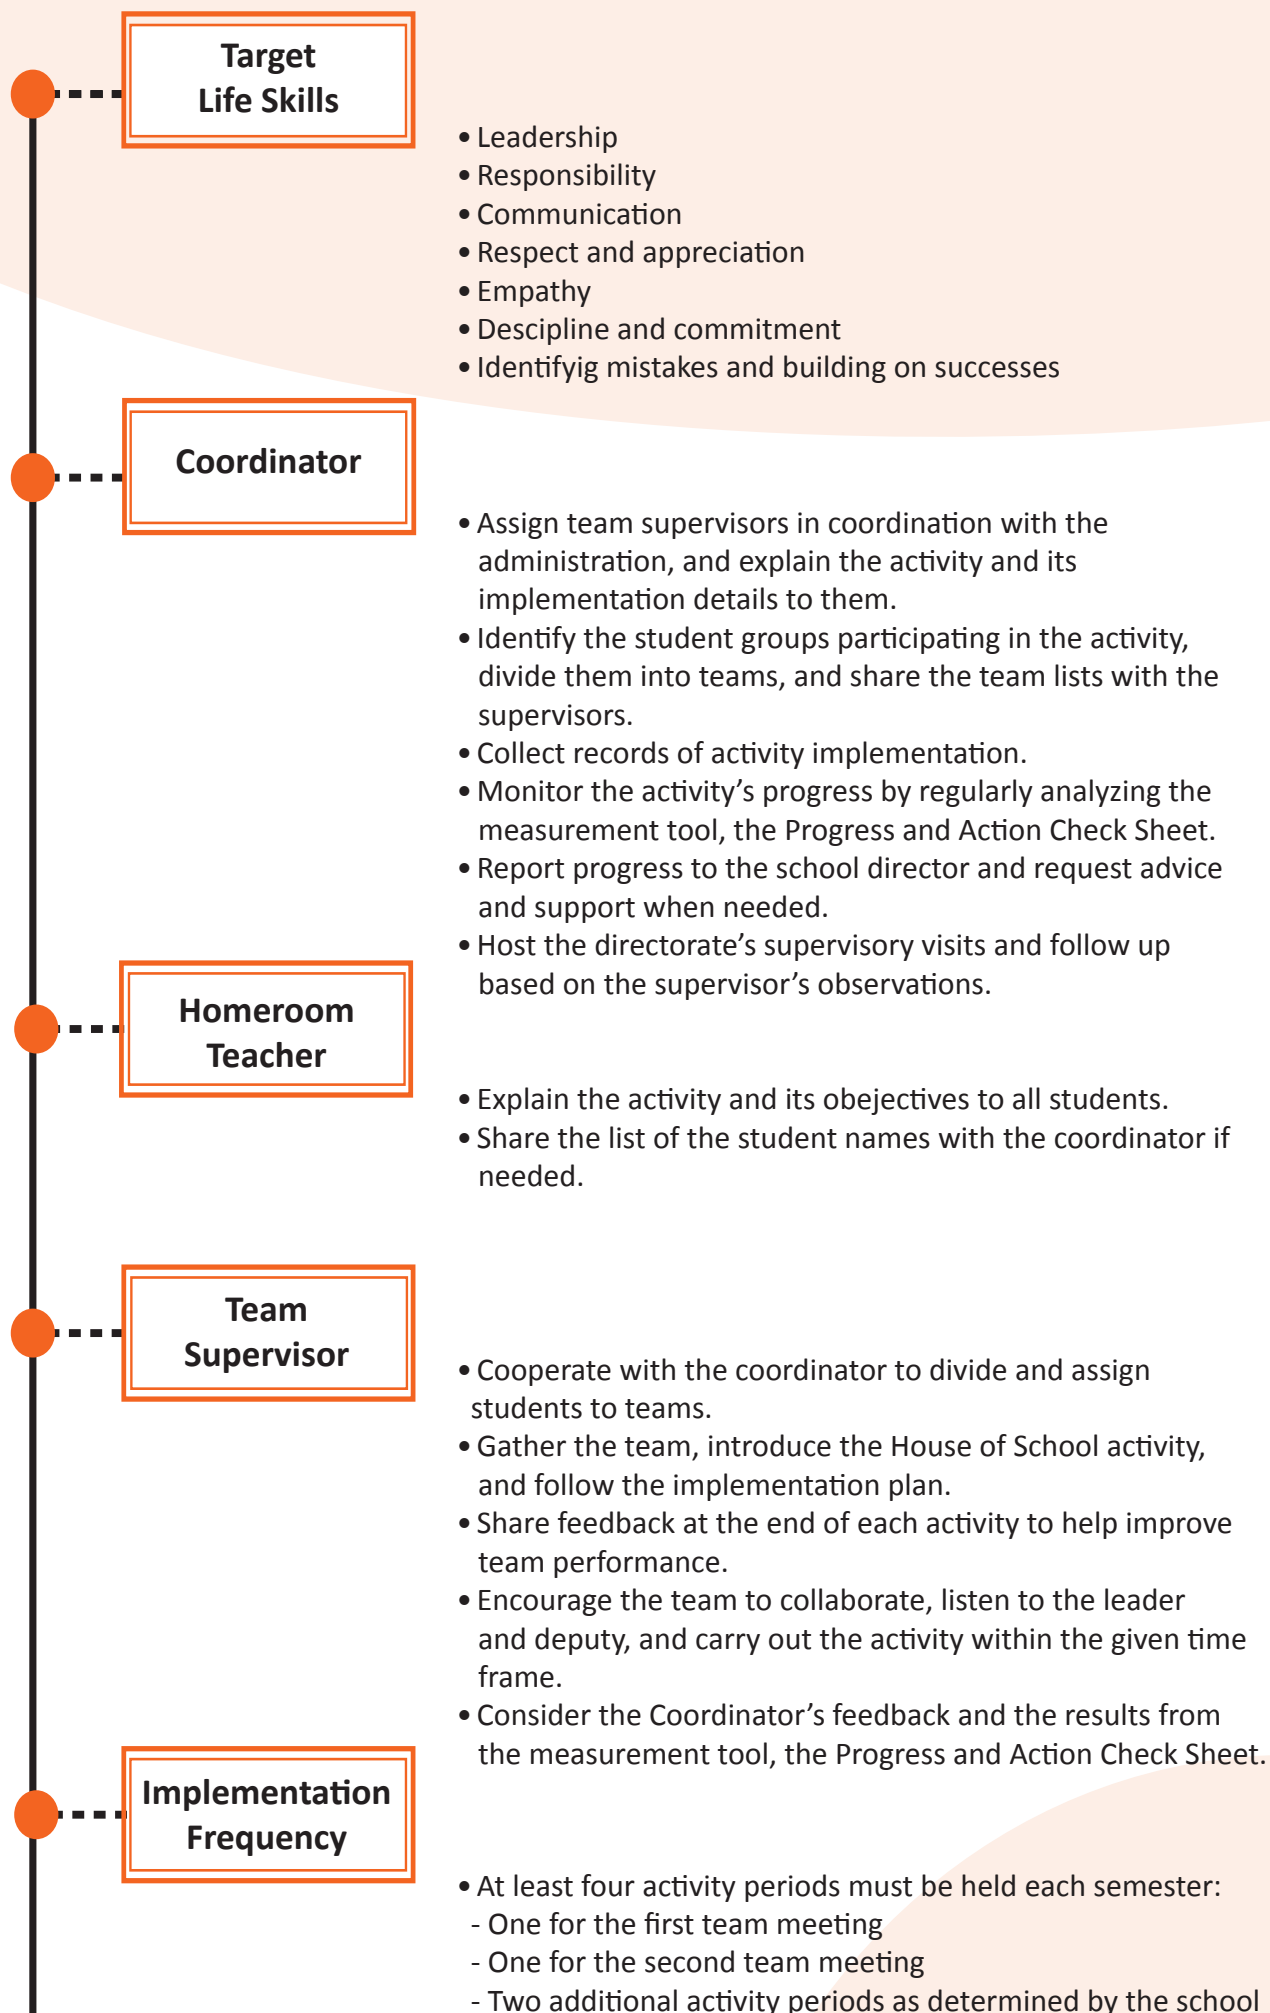 Target
Life Skills
• Leadership
• Responsibility
• Communication
• Respect and appreciation
• Empathy
• Descipline and commitment
• Identifyig mistakes and building on successes
Coordinator
• Assign team supervisors in coordination with the
administration, and explain the activity and its
implementation details to them.
• Identify the student groups participating in the activity,
divide them into teams, and share the team lists with the
supervisors.
• Collect records of activity implementation.
• Monitor the activity’s progress by regularly analyzing the
measurement tool, the Progress and Action Check Sheet.
• Report progress to the school director and request advice
and support when needed.
• Host the directorate’s supervisory visits and follow up
based on the supervisor’s observations.
Homeroom
Teacher
• Explain the activity and its obejectives to all students.
• Share the list of the student names with the coordinator if
needed.
Team
Supervisor
• Cooperate with the coordinator to divide and assign
students to teams.
• Gather the team, introduce the House of School activity,
and follow the implementation plan.
• Share feedback at the end of each activity to help improve
team performance.
• Encourage the team to collaborate, listen to the leader
and deputy, and carry out the activity within the given time
frame.
• Consider the Coordinator’s feedback and the results from
the measurement tool, the Progress and Action Check Sheet.
Implementation
Frequency
• At least four activity periods must be held each semester:
- One for the first team meeting
- One for the second team meeting
- Two additional activity periods as determined by the school